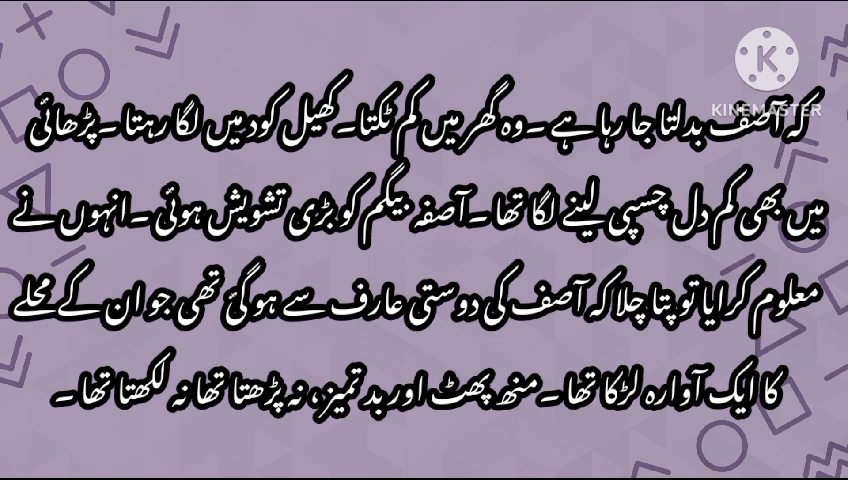 KINEMASTER
کہ آصف بدلتا جا رہا ہے۔ وہ گھر میں کم ٹکتا۔ کھیل کود میں لگا رہتا۔ پڑھائی
میں بھی کم دل چسپی لینے لگا تھا۔ آصفہ بیگم کو بڑی تشویش ہوئی۔ انہوں نے
معلوم کرایا تو پتا چلا کہ آصف کی دوستی عارف سے ہوگئ تھی جو ان کے محلے
کا ایک آوارہ لڑکا تھا۔ منھ پھٹ اور بدتمیز، نہ پڑھتا تھا نہ لکھتا تھا۔